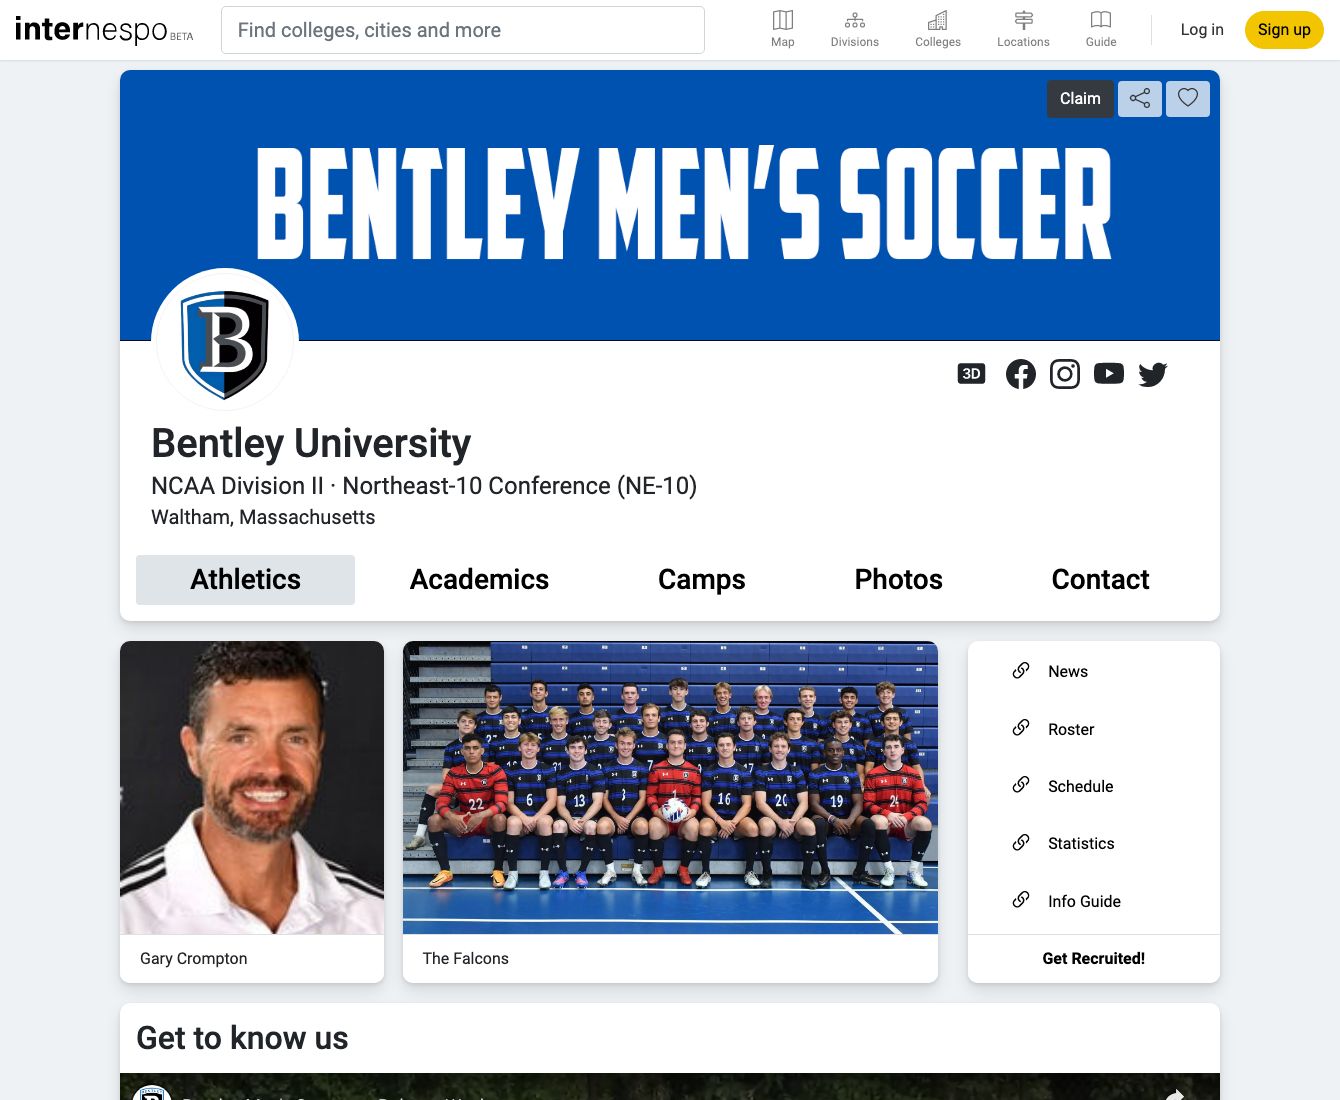 internespo BETA
Find colleges, cities and more
Map
Divisions
Colleges
Locations
Guide
Log in
Sign up
Claim
BENTLEY MEN'S SOCCER
B
3D
Bentley University
NCAA Division II · Northeast-10 Conference (NE-10)
Waltham, Massachusetts
Athletics
Academics
Camps
Photos
Contact
22
6
13
3
1
16
20
19
24
Gary Crompton
The Falcons
News
Roster
Schedule
Statistics
Info Guide
Get Recruited!
Get to know us